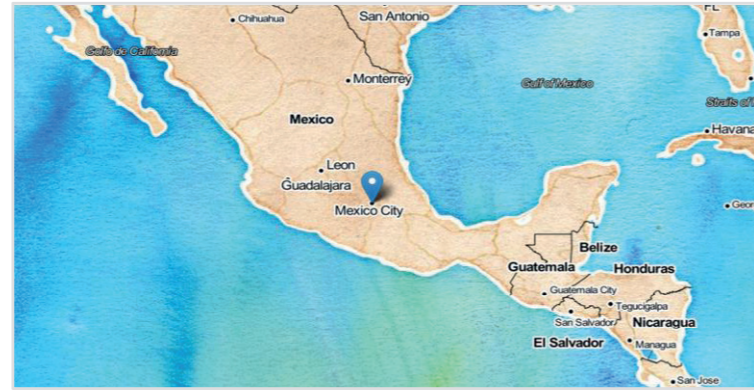 FL
San Antonio
Chihuahua
Tampa
Golfo de California
Monterrey
Gulf of Mexico
Straits of
Mexico
Havana
Leon
Guadalajara
Geor
Mexico City
Belize
Guatemala
Honduras
Guatemala City
Tegucigalpa
San Salvador
Nicaragua
El Salvador
Managua
San Jose